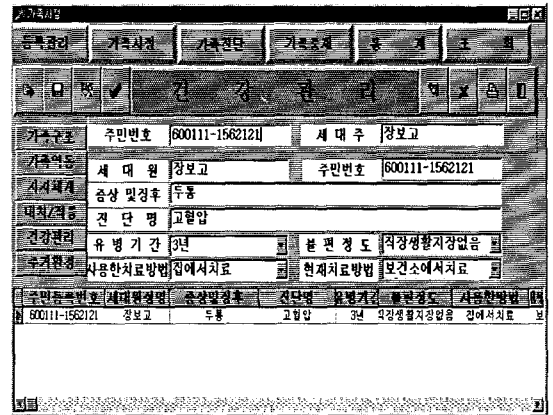 가족사정
등록관리 가족사정 가족진단 가족중재 통 계 조 회
건 강 관 리
가족구조 주민번호 600111-1562121 세 대 주 장보고
가족역동
세 대 원 장보고 주민번호 600111-1562121
지지체계
증상 및징후 두통
대처/적응
진 단 명 고혈압
건강관리
유 병 기 간 3년 불 편 정 도 직장생활지장없음
주거환경
사용한치료방법 집에서치료 현재치료방법 보건소에서치료
주민등록번호 세대원성명 증상및징후 진단명 유병기간 불편정도 사용한방법
600111-1562121 장보고 두통 고혈압 3년 직장생활지장없음 집에서치료 보